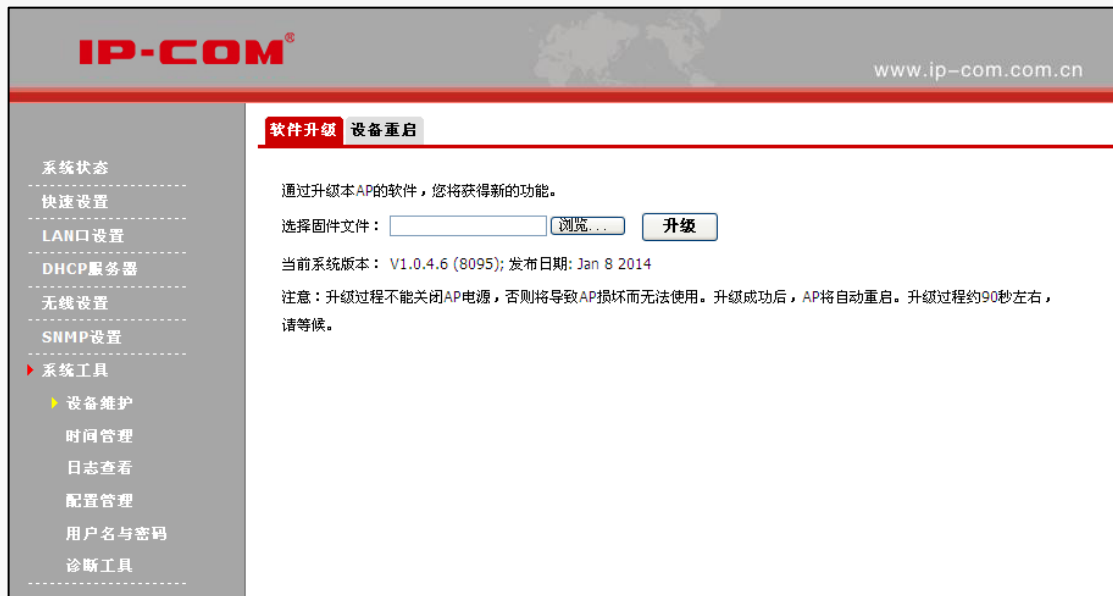 IP-COM®
www.ip-com.com.cn
软件升级 设备重启
系统状态
快速设置
LAN口设置
DHCP服务器
无线设置
SNMP设置
系统工具
设备维护
时间管理
日志查看
配置管理
用户名与密码
诊断工具
通过升级本AP的软件，您将获得新的功能。
选择固件文件： 浏览... 升级
当前系统版本： V1.0.4.6 (8095); 发布日期: Jan 8 2014
注意：升级过程不能关闭AP电源，否则将导致AP损坏而无法使用。升级成功后，AP将自动重启。升级过程约90秒左右，
请等候。